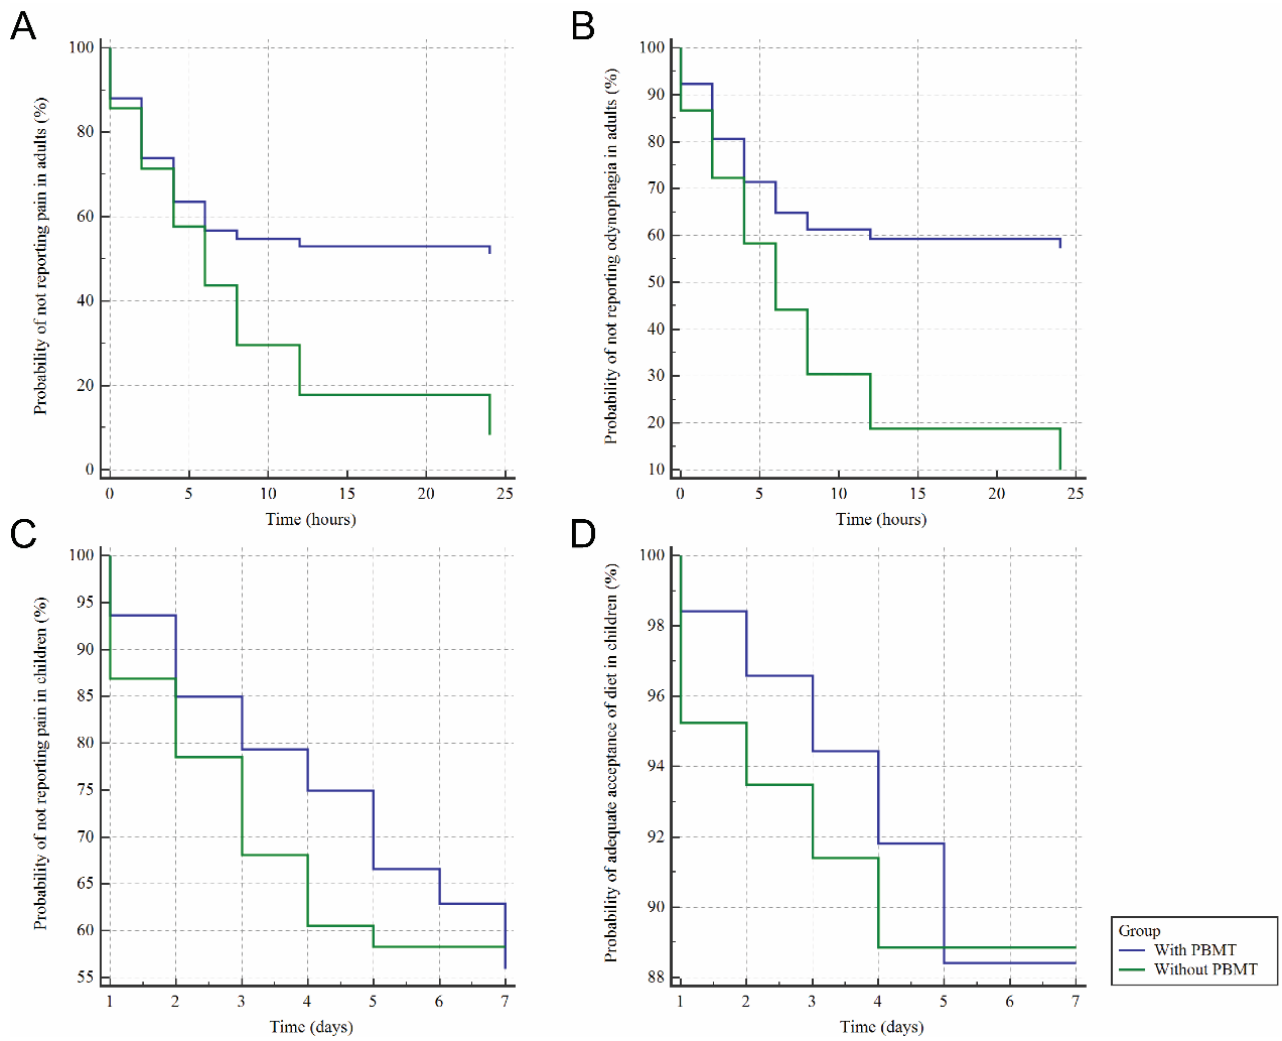 A
Probability of not reporting pain in adults (%)
100
80
60
40
20
0
0 5 10 15 20 25
Time (hours)
B
Probability of not reporting odynophagia in adults (%)
100
90
80
70
60
50
40
30
20
10
0 5 10 15 20 25
Time (hours)
C
Probability of not reporting pain in children (%)
100
95
90
85
80
75
70
65
60
55
1 2 3 4 5 6 7
Time (days)
D
Probability of adequate acceptance of diet in children (%)
100
98
96
94
92
90
88
1 2 3 4 5 6 7
Time (days)
Group
With PBMT
Without PBMT